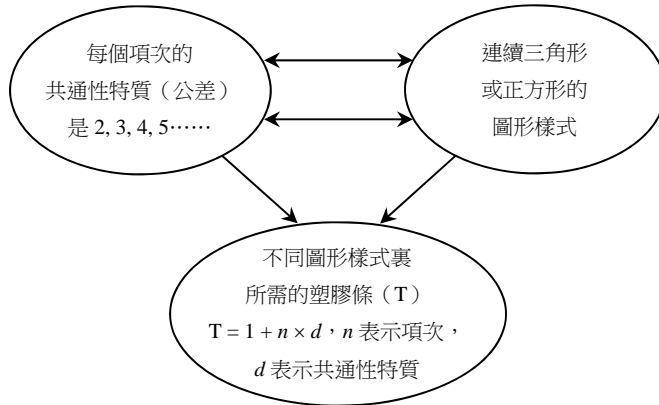 每個項次的
共通性特質（公差）
是 2, 3, 4, 5……
連續三角形
或正方形的
圖形樣式
不同圖形樣式裏
所需的塑膠條（T）
T = 1 + n × d，n 表示項次，
d 表示共通性特質